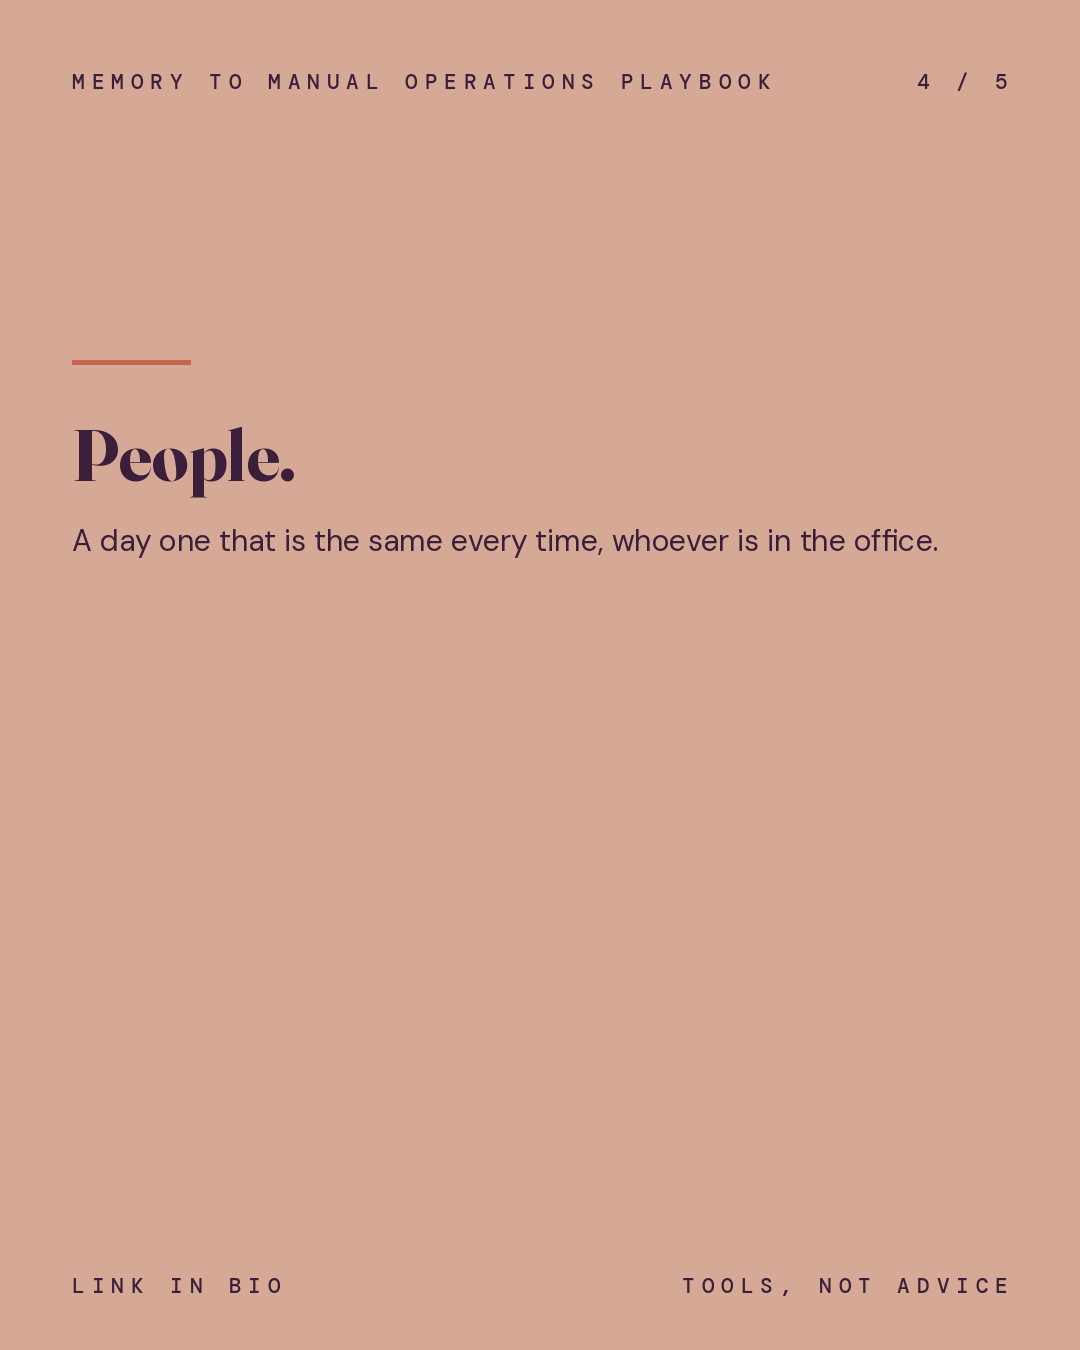 MEMORY TO MANUAL OPERATIONS PLAYBOOK 4 / 5
People.
A day one that is the same every time, whoever is in the office.
LINK IN BIO TOOLS, NOT ADVICE